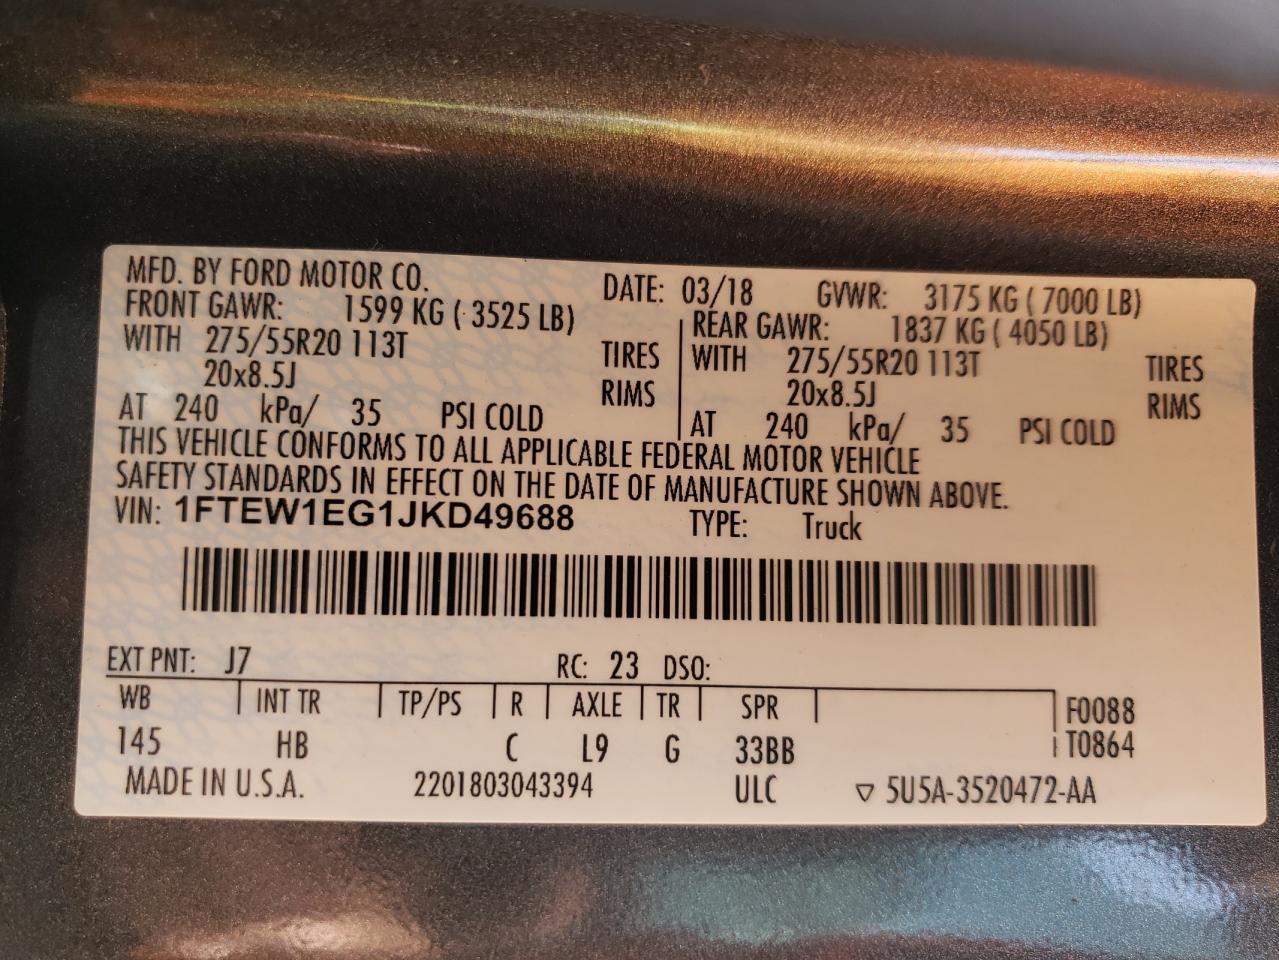 MFD. BY FORD MOTOR CO. DATE: 03/18 GVWR: 3175 KG ( 7000 LB)
FRONT GAWR: 1599 KG ( 3525 LB) REAR GAWR: 1837 KG ( 4050 LB)
WITH 275/55R20 113T TIRES WITH 275/55R20 113T TIRES
20x8.5J RIMS 20x8.5J RIMS
AT 240 kPa/ 35 PSI COLD AT 240 kPa/ 35 PSI COLD
THIS VEHICLE CONFORMS TO ALL APPLICABLE FEDERAL MOTOR VEHICLE
SAFETY STANDARDS IN EFFECT ON THE DATE OF MANUFACTURE SHOWN ABOVE.
VIN: 1FTEW1EG1JKD49688 TYPE: Truck
EXT PNT: J7 RC: 23 DSO:
WB INT TR TP/PS R AXLE TR SPR F0088
145 HB C L9 G 33BB T0864
MADE IN U.S.A. 2201803043394 ULC ▽ 5U5A-3520472-AA